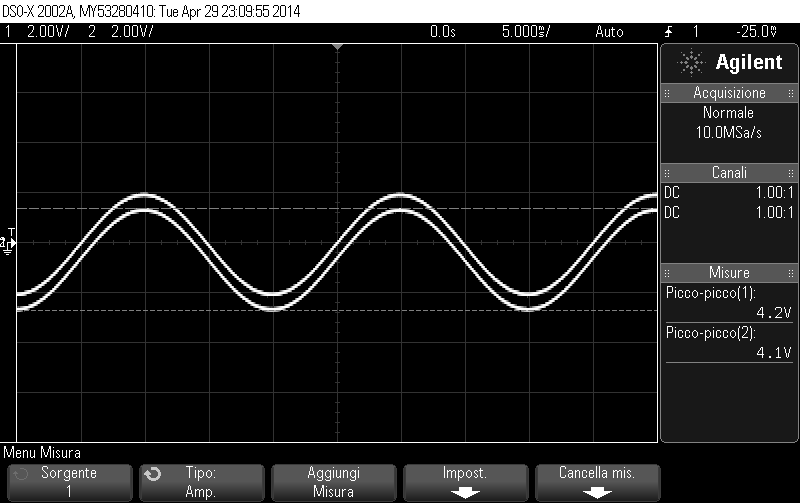 DSO-X 2002A, MY53280410: Tue Apr 29 23:09:55 2014
1 2.00V/ 2 2.00V/ 0.0s 5.000s/ Auto 1 -25.0V
Agilent
Acquisizione
Normale
10.0MSa/s
Canali
DC 1.00:1
DC 1.00:1
Misure
Picco-picco(1):
4.2V
Picco-picco(2):
4.1V
T
Menu Misura
Sorgente
1
Tipo:
Amp.
Aggiungi
Misura
Impost.
Cancella mis.